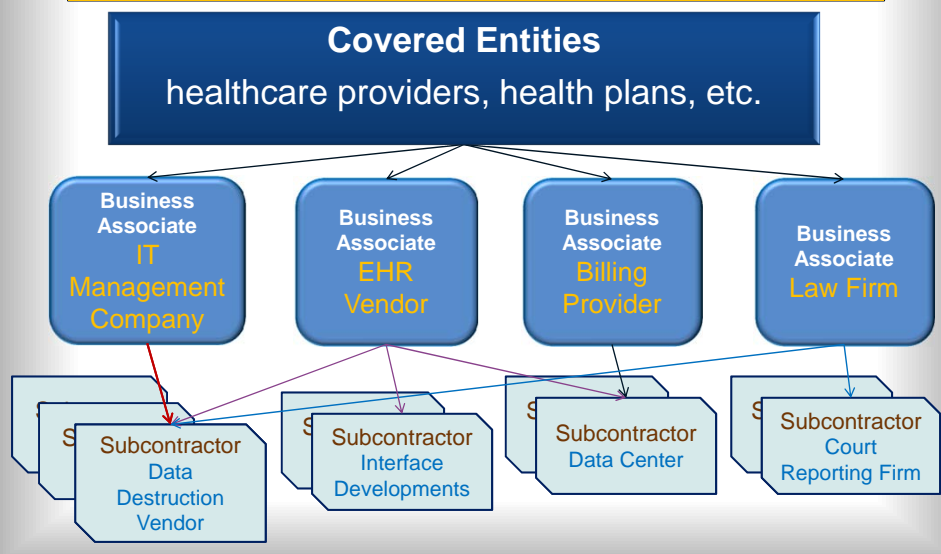 Covered Entities
healthcare providers, health plans, etc.
Business
Associate
IT
Management
Company
Business
Associate
EHR
Vendor
Business
Associate
Billing
Provider
Business
Associate
Law Firm
Subcontractor
Data
Destruction
Vendor
Subcontractor
Interface
Developments
Subcontractor
Data Center
Subcontractor
Court
Reporting Firm